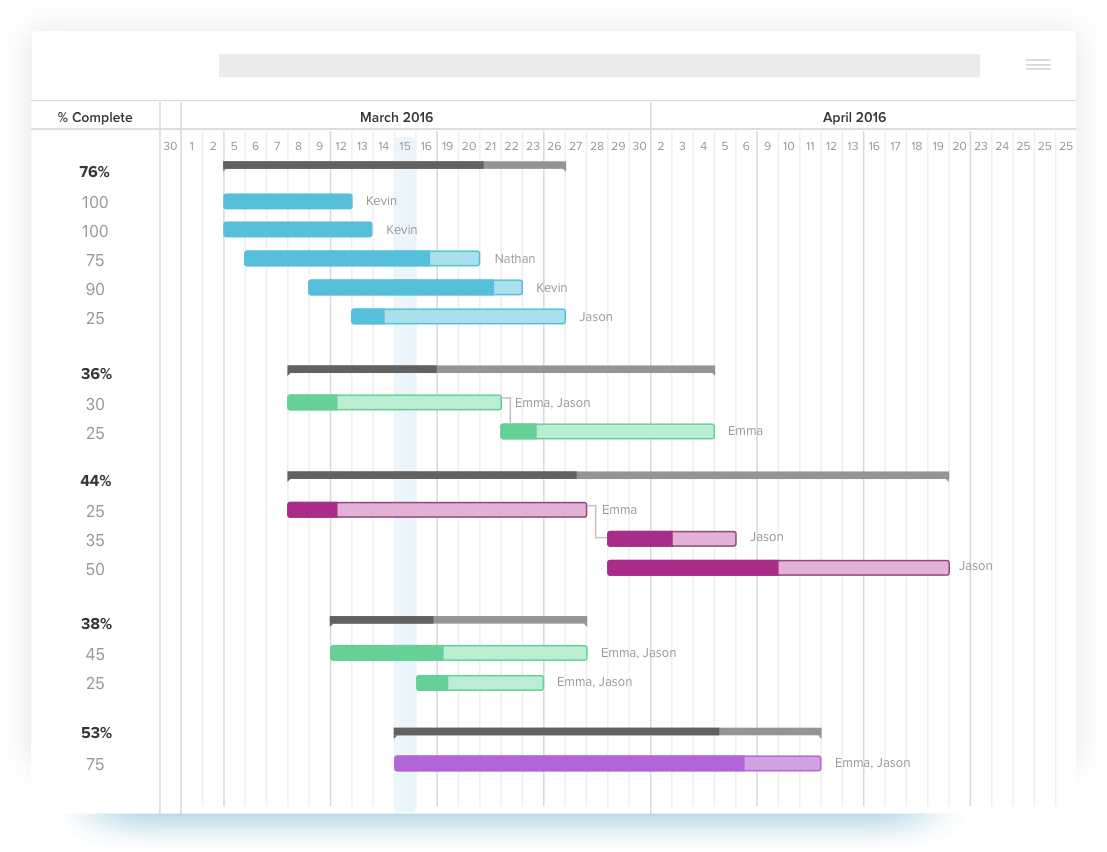 % Complete March 2016 April 2016
30 1 2 5 6 7 8 9 12 13 14 15 16 19 20 21 22 23 26 27 28 29 30 2 3 4 5 6 9 10 11 12 13 16 17 18 19 20 23 24 25 25 25
76%
100 Kevin
100 Kevin
75 Nathan
90 Kevin
25 Jason
36%
30 Emma, Jason
25 Emma
44%
25 Emma
35 Jason
50 Jason
38%
45 Emma, Jason
25 Emma, Jason
53%
75 Emma, Jason